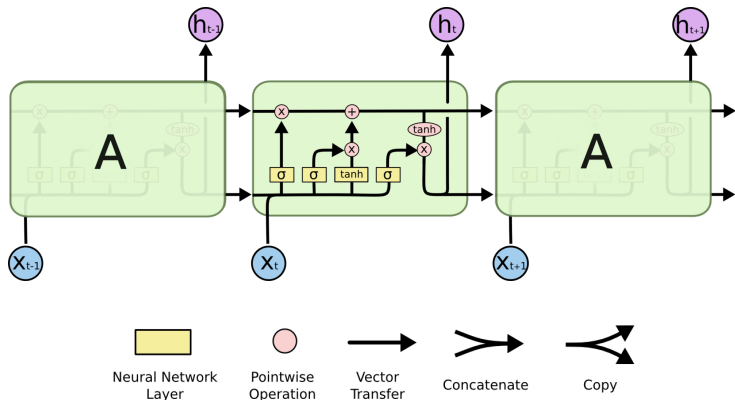 ht-1
ht
ht+1
tanh
x
+
tanh
x
+
tanh
x
+
A
x
x
A
x
σ
σ
σ
σ
σ
tanh
σ
σ
σ
σ
xt-1
xt
xt+1
Neural Network
Layer
Pointwise
Operation
Vector
Transfer
Concatenate
Copy